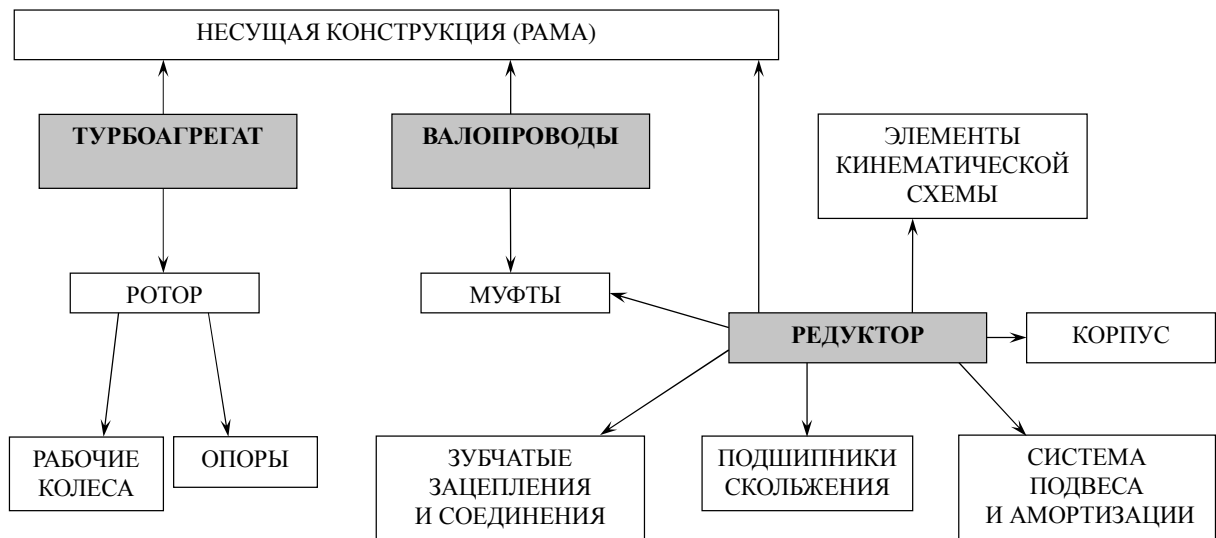 НЕСУЩАЯ КОНСТРУКЦИЯ (РАМА)
ТУРБОАГРЕГАТ
ВАЛОПРОВОДЫ
ЭЛЕМЕНТЫ
КИНЕМАТИЧЕСКОЙ
СХЕМЫ
РОТОР
МУФТЫ
РЕДУКТОР
КОРПУС
РАБОЧИЕ
КОЛЕСА
ОПОРЫ
ЗУБЧАТЫЕ
ЗАЦЕПЛЕНИЯ
И СОЕДИНЕНИЯ
ПОДШИПНИКИ
СКОЛЬЖЕНИЯ
СИСТЕМА
ПОДВЕСА
И АМОРТИЗАЦИИ